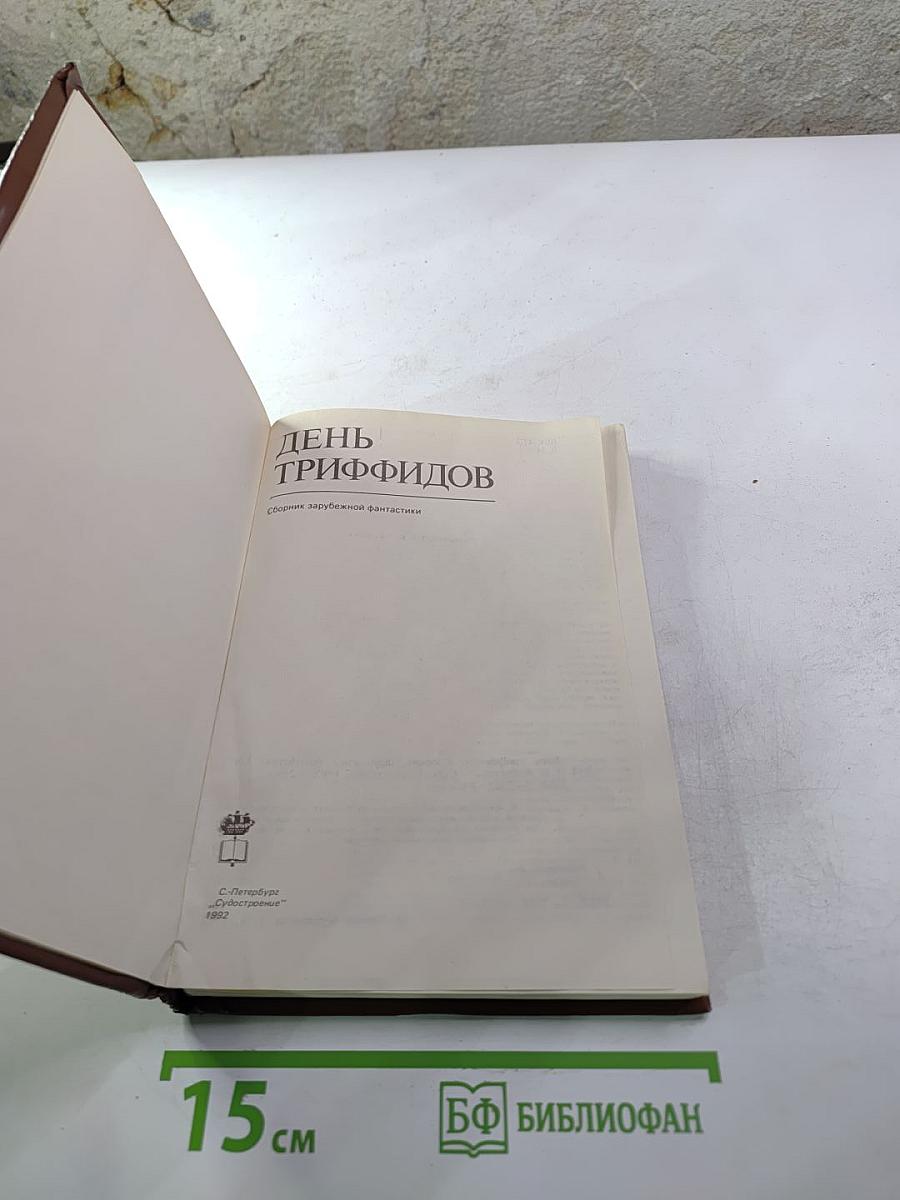 ДЕНЬ
ТРИФФИДОВ
Сборник зарубежной фантастики
С.-Петербург
„Судостроение“
1992
15 см
БФ БИБЛИОФАН